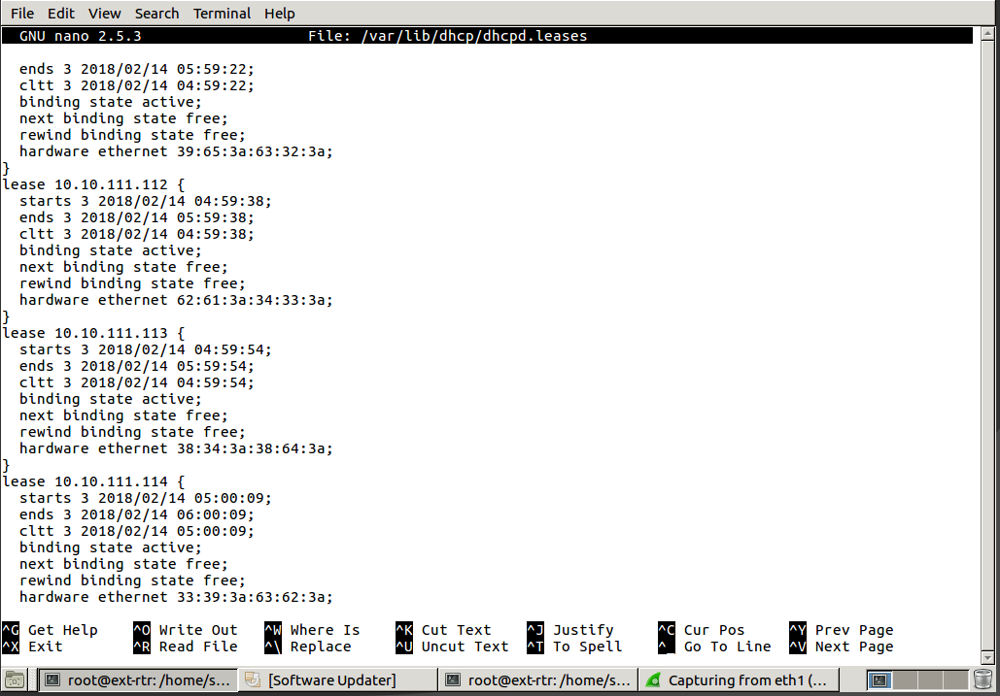 File Edit View Search Terminal Help
GNU nano 2.5.3 File: /var/lib/dhcp/dhcpd.leases
ends 3 2018/02/14 05:59:22;
cltt 3 2018/02/14 04:59:22;
binding state active;
next binding state free;
rewind binding state free;
hardware ethernet 39:65:3a:63:32:3a;
}
lease 10.10.111.112 {
starts 3 2018/02/14 04:59:38;
ends 3 2018/02/14 05:59:38;
cltt 3 2018/02/14 04:59:38;
binding state active;
next binding state free;
rewind binding state free;
hardware ethernet 62:61:3a:34:33:3a;
}
lease 10.10.111.113 {
starts 3 2018/02/14 04:59:54;
ends 3 2018/02/14 05:59:54;
cltt 3 2018/02/14 04:59:54;
binding state active;
next binding state free;
rewind binding state free;
hardware ethernet 38:34:3a:38:64:3a;
}
lease 10.10.111.114 {
starts 3 2018/02/14 05:00:09;
ends 3 2018/02/14 06:00:09;
cltt 3 2018/02/14 05:00:09;
binding state active;
next binding state free;
rewind binding state free;
hardware ethernet 33:39:3a:63:62:3a;
^G Get Help ^O Write Out ^W Where Is ^K Cut Text ^J Justify ^C Cur Pos ^Y Prev Page
^X Exit ^R Read File ^\ Replace ^U Uncut Text ^T To Spell ^_ Go To Line ^V Next Page
root@ext-rtr: /home/s... [Software Updater] root@ext-rtr: /home/s... Capturing from eth1 (...